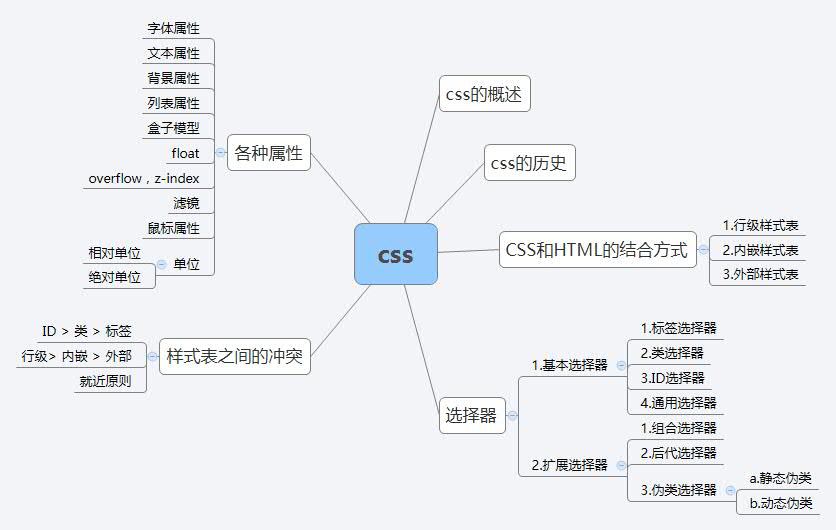 css
css的概述
css的历史
CSS和HTML的结合方式
1.行级样式表
2.内嵌样式表
3.外部样式表
选择器
1.基本选择器
1.标签选择器
2.类选择器
3.ID选择器
4.通用选择器
2.扩展选择器
1.组合选择器
2.后代选择器
3.伪类选择器
a.静态伪类
b.动态伪类
各种属性
字体属性
文本属性
背景属性
列表属性
盒子模型
float
overflow，z-index
滤镜
鼠标属性
单位
相对单位
绝对单位
样式表之间的冲突
ID > 类 > 标签
行级> 内嵌 > 外部
就近原则